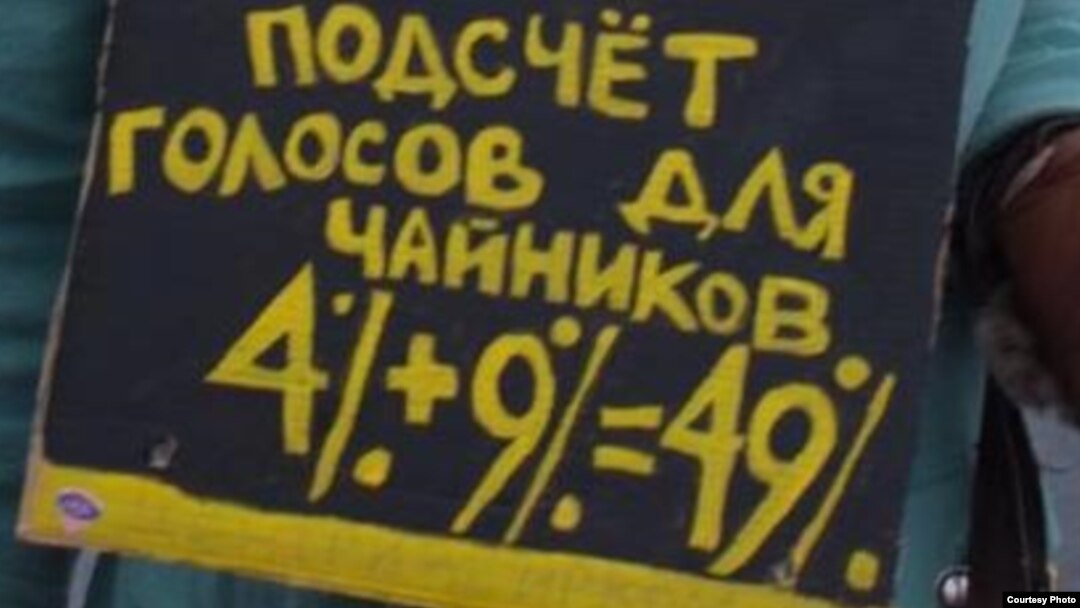 ПОДСЧЁТ
ГОЛОСОВ ДЛЯ
ЧАЙНИКОВ
4%+9%=49%
Courtesy Photo